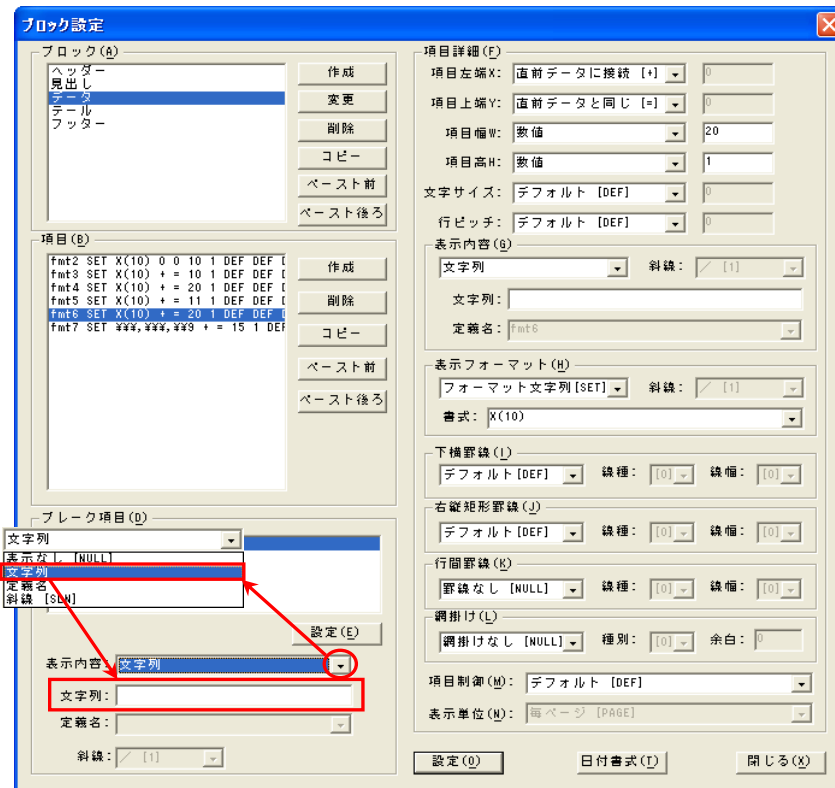 ブロック設定
ブロック(A)
ヘッダー
見出し
データ
テール
フッター
作成
変更
削除
コピー
ペースト前
ペースト後ろ
項目(B)
fmt2 SET X(10) 0 0 10 1 DEF DEF
fmt3 SET X(10) + = 10 1 DEF DEF
fmt4 SET X(10) + = 20 1 DEF DEF
fmt5 SET X(10) + = 11 1 DEF DEF
fmt6 SET X(10) + = 20 1 DEF DEF
fmt7 SET ¥¥¥,¥¥¥,¥¥9 + = 15 1 DEF
作成
削除
コピー
ペースト前
ペースト後ろ
ブレーク項目(D)
文字列
表示なし [NULL]
文字列
定義名
斜線 [SLN]
設定(E)
表示内容: 文字列
文字列:
定義名:
斜線: ／ [1]
項目詳細(F)
項目左端X: 直前データに接続 [+] 0
項目上端Y: 直前データと同じ [=] 0
項目幅W: 数値 20
項目高H: 数値 1
文字サイズ: デフォルト [DEF] 0
行ピッチ: デフォルト [DEF] 0
表示内容(G)
文字列 斜線: ／ [1]
文字列:
定義名: fmt6
表示フォーマット(H)
フォーマット文字列[SET] 斜線: ／ [1]
書式: X(10)
下横罫線(I)
デフォルト[DEF] 線種: [0] 線幅: [0]
右縦矩形罫線(J)
デフォルト[DEF] 線種: [0] 線幅: [0]
行間罫線(K)
罫線なし [NULL] 線種: [0] 線幅: [0]
網掛け(L)
網掛けなし [NULL] 種別: [0] 余白: 0
項目制御(M): デフォルト [DEF]
表示単位(N): 毎ページ [PAGE]
設定(O) 日付書式(T) 閉じる(X)